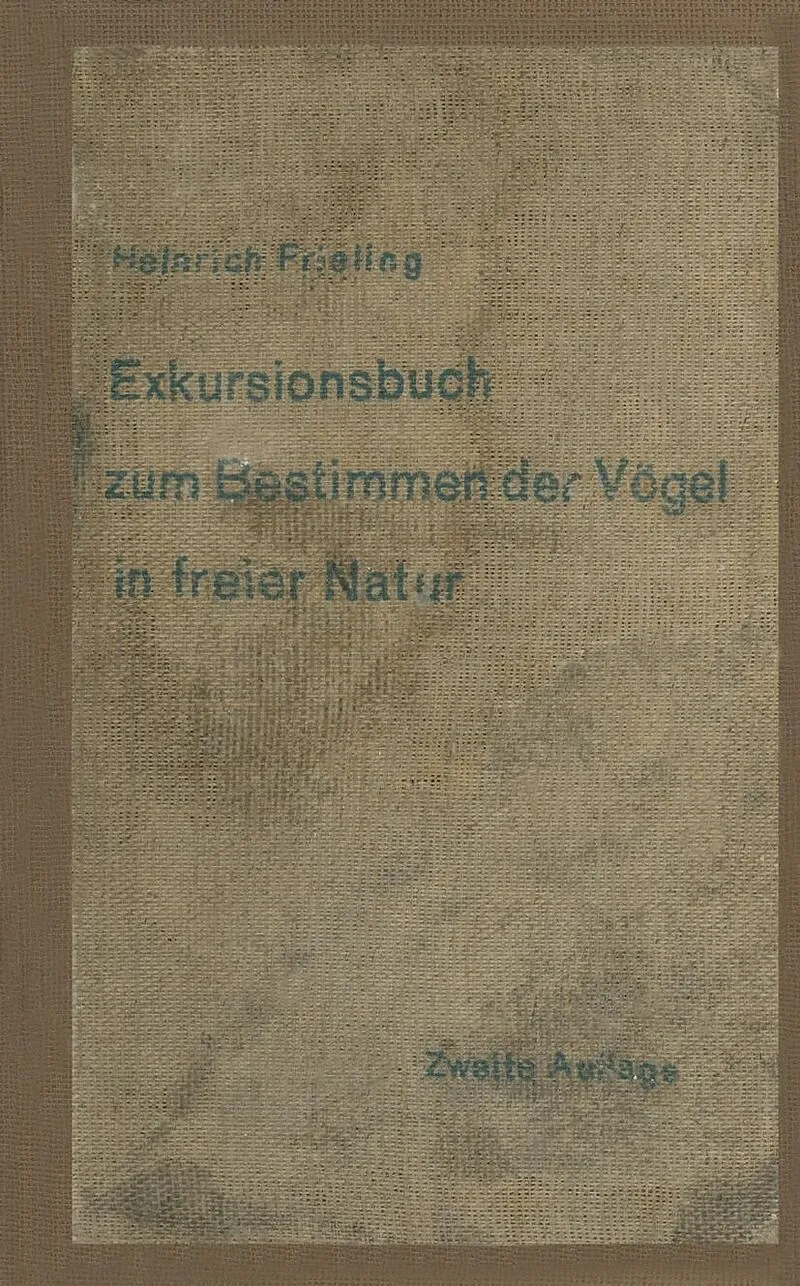 Heinrich Frieling
Exkursionsbuch
zum Bestimmen der Vögel
in freier Natur
Zweite Auflage